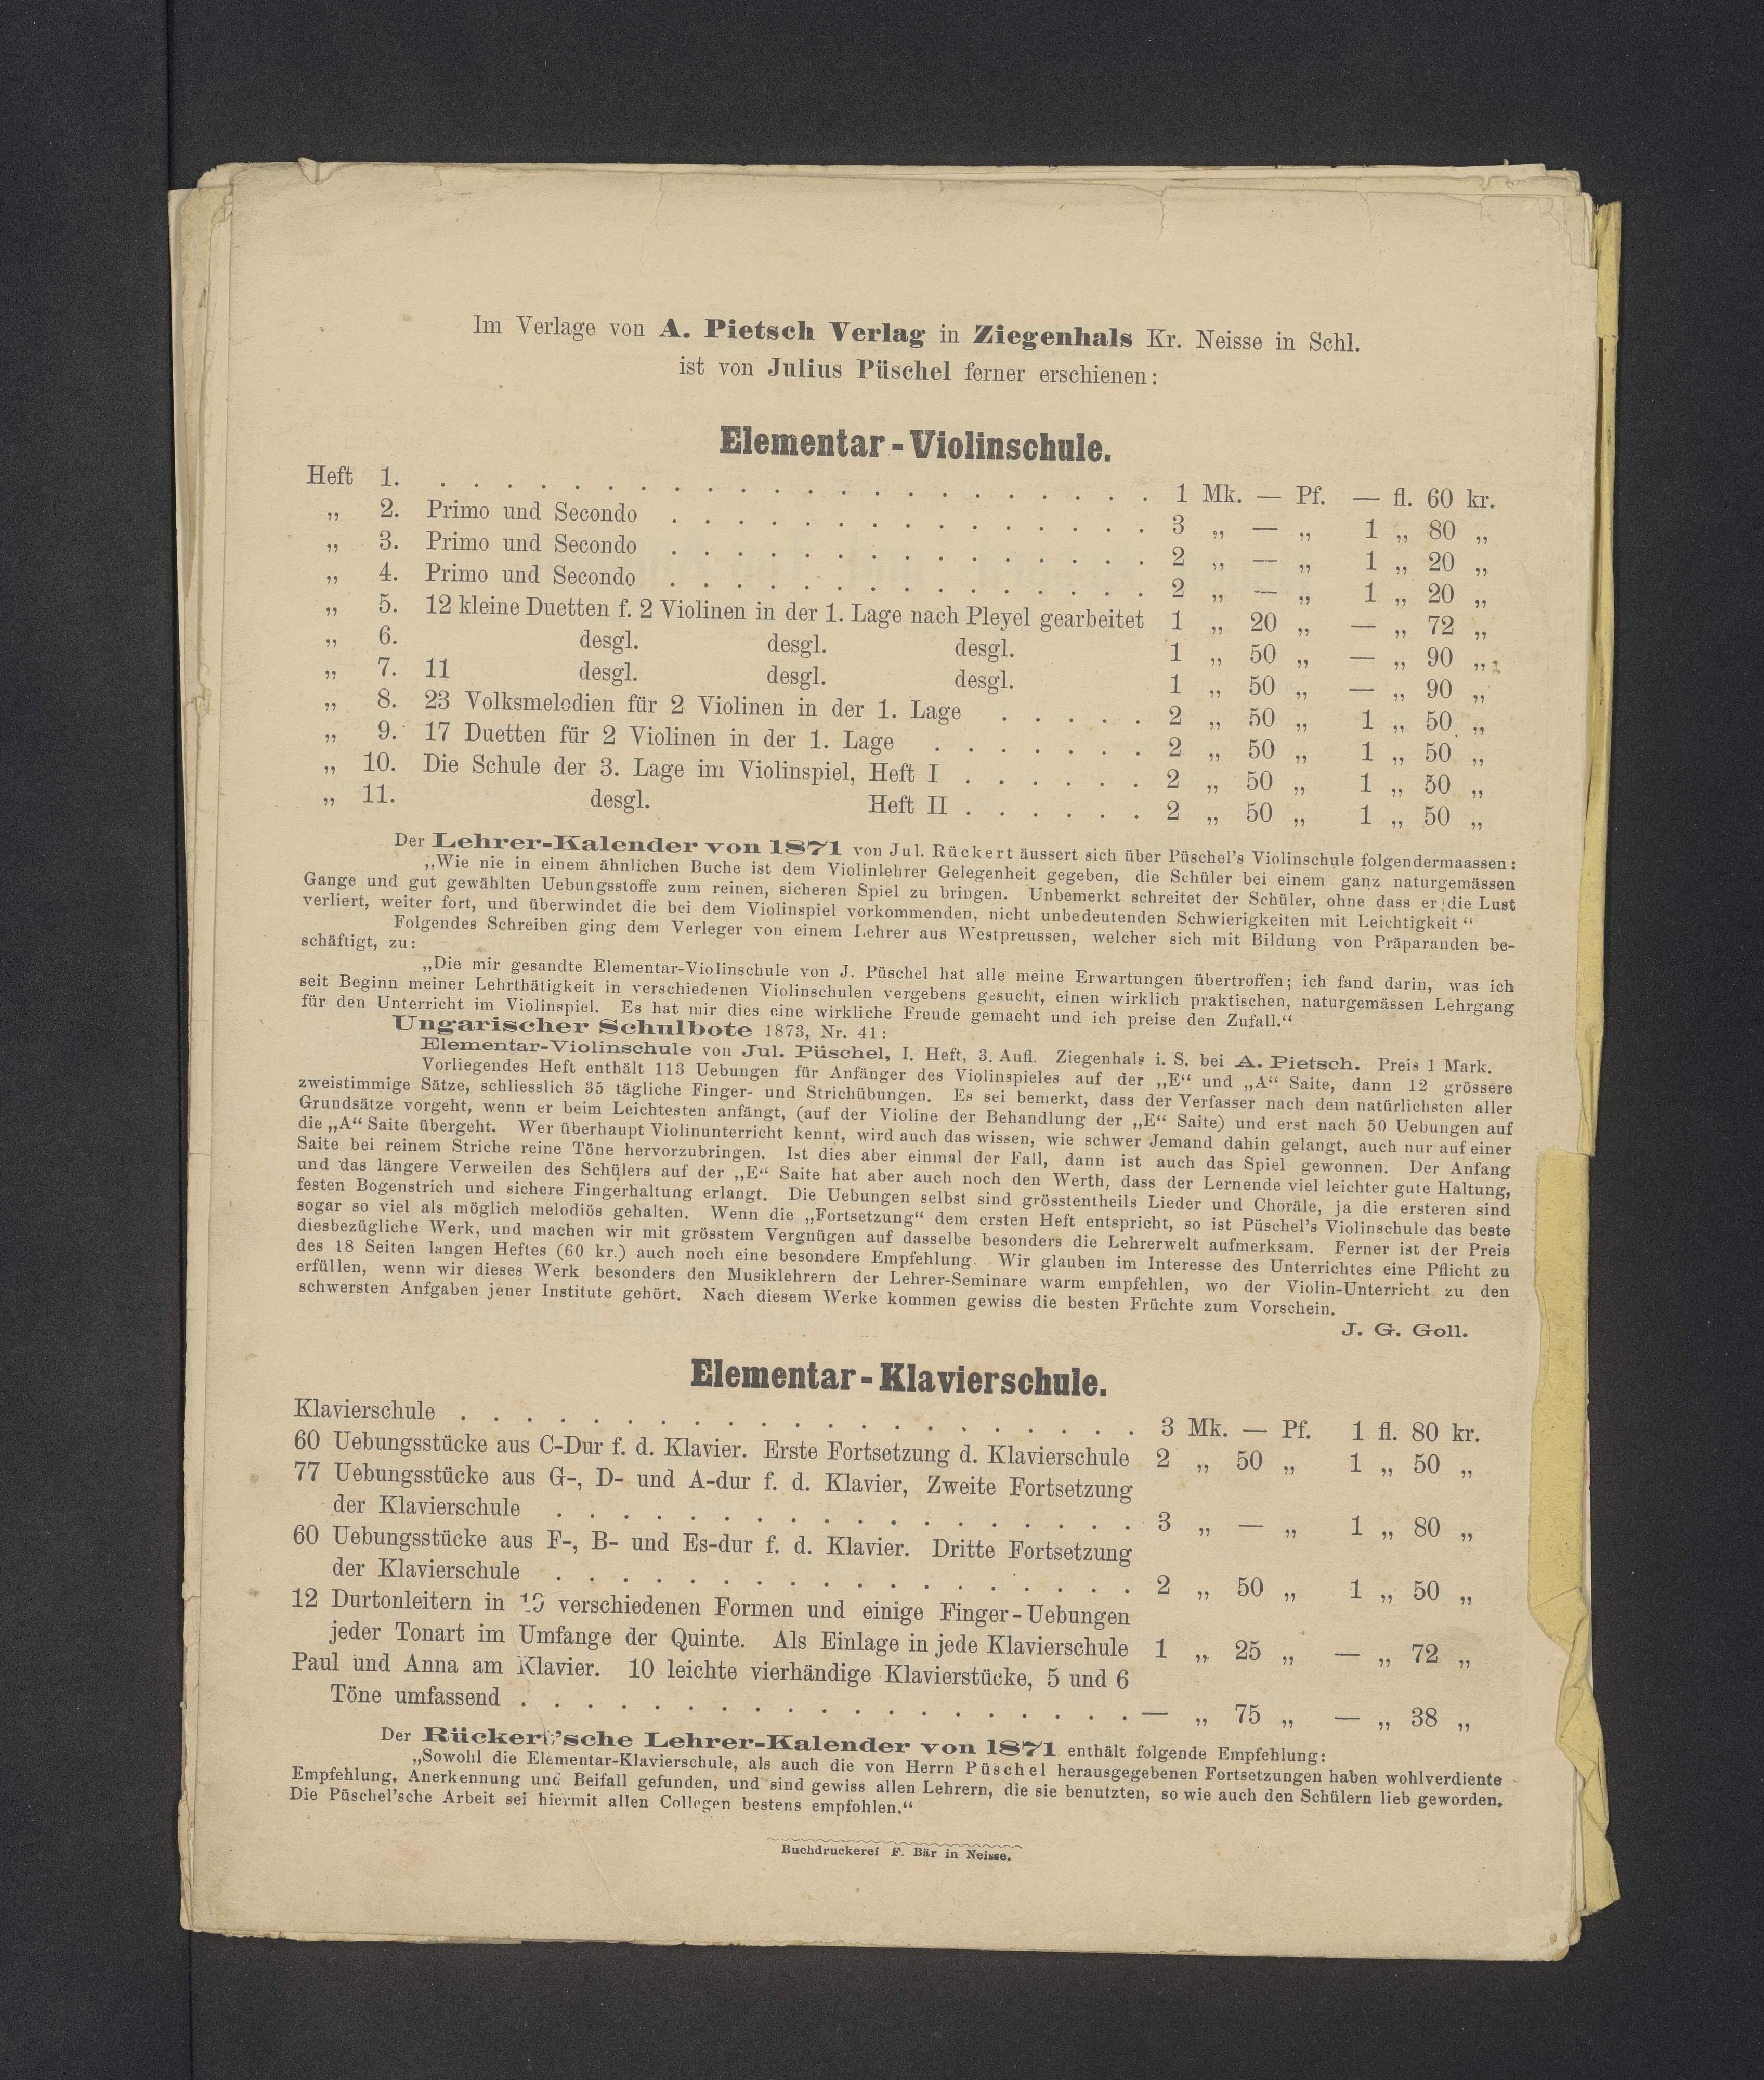 Im Verlage von A. Pietsch Verlag in Ziegenhals Kr. Neisse in Schl.
ist von Julius Püschel ferner erschienen:
Elementar-Violinschule.
Heft 1. . . . . . . . . . . . . . . . . . . . . . . 1 Mk. — Pf. — fl. 60 kr.
„ 2. Primo und Secondo . . . . . . . . . . . . . . . 3 „ — „ 1 „ 80 „
„ 3. Primo und Secondo . . . . . . . . . . . . . . . 2 „ — „ 1 „ 20 „
„ 4. Primo und Secondo . . . . . . . . . . . . . . . 2 „ — „ 1 „ 20 „
„ 5. 12 kleine Duetten f. 2 Violinen in der 1. Lage nach Pleyel gearbeitet 1 „ 20 „ — „ 72 „
„ 6. desgl. desgl. desgl. 1 „ 50 „ — „ 90 „
„ 7. 11 desgl. desgl. desgl. 1 „ 50 „ — „ 90 „
„ 8. 23 Volksmelodien für 2 Violinen in der 1. Lage . . . . . 2 „ 50 „ 1 „ 50 „
„ 9. 17 Duetten für 2 Violinen in der 1. Lage . . . . . . . 2 „ 50 „ 1 „ 50 „
„ 10. Die Schule der 3. Lage im Violinspiel, Heft I . . . . . . 2 „ 50 „ 1 „ 50 „
„ 11. desgl. Heft II . . . . . . 2 „ 50 „ 1 „ 50 „
Der Lehrer-Kalender von 1871 von Jul. Rückert äussert sich über Püschel's Violinschule folgendermaassen:
„Wie nie in einem ähnlichen Buche ist dem Violinlehrer Gelegenheit gegeben, die Schüler bei einem ganz naturgemässen
Gange und gut gewählten Uebungsstoffe zum reinen, sicheren Spiel zu bringen. Unbemerkt schreitet der Schüler, ohne dass er die Lust
verliert, weiter fort, und überwindet die bei dem Violinspiel vorkommenden, nicht unbedeutenden Schwierigkeiten mit Leichtigkeit “
Folgendes Schreiben ging dem Verleger von einem Lehrer aus Westpreussen, welcher sich mit Bildung von Präparanden be-
schäftigt, zu:
„Die mir gesandte Elementar-Violinschule von J. Püschel hat alle meine Erwartungen übertroffen; ich fand darin, was ich
seit Beginn meiner Lehrthätigkeit in verschiedenen Violinschulen vergebens gesucht, einen wirklich praktischen, naturgemässen Lehrgang
für den Unterricht im Violinspiel. Es hat mir dies eine wirkliche Freude gemacht und ich preise den Zufall.“
Ungarischer Schulbote 1873, Nr. 41:
Elementar-Violinschule von Jul. Püschel, I. Heft, 3. Aufl. Ziegenhals i. S. bei A. Pietsch. Preis 1 Mark.
Vorliegendes Heft enthält 113 Uebungen für Anfänger des Violinspieles auf der „E“ und „A“ Saite, dann 12 grössere
zweistimmige Sätze, schliesslich 35 tägliche Finger- und Strichübungen. Es sei bemerkt, dass der Verfasser nach dem natürlichsten aller
Grundsätze vorgeht, wenn er beim Leichtesten anfängt, (auf der Violine der Behandlung der „E“ Saite) und erst nach 50 Uebungen auf
die „A“ Saite übergeht. Wer überhaupt Violinunterricht kennt, wird auch das wissen, wie schwer Jemand dahin gelangt, auch nur auf einer
Saite bei reinem Striche reine Töne hervorzubringen. Ist dies aber einmal der Fall, dann ist auch das Spiel gewonnen. Der Anfang
und das längere Verweilen des Schülers auf der „E“ Saite hat aber auch noch den Werth, dass der Lernende viel leichter gute Haltung,
festen Bogenstrich und sichere Fingerhaltung erlangt. Die Uebungen selbst sind grösstentheils Lieder und Choräle, ja die ersteren sind
sogar so viel als möglich melodiös gehalten. Wenn die „Fortsetzung“ dem ersten Heft entspricht, so ist Püschel's Violinschule das beste
diesbezügliche Werk, und machen wir mit grösstem Vergnügen auf dasselbe besonders die Lehrerwelt aufmerksam. Ferner ist der Preis
des 18 Seiten langen Heftes (60 kr.) auch noch eine besondere Empfehlung. Wir glauben im Interesse des Unterrichtes eine Pflicht zu
erfüllen, wenn wir dieses Werk besonders den Musiklehrern der Lehrer-Seminare warm empfehlen, wo der Violin-Unterricht zu den
schwersten Anfgaben jener Institute gehört. Nach diesem Werke kommen gewiss die besten Früchte zum Vorschein.
J. G. Goll.
Elementar-Klavierschule.
Klavierschule . . . . . . . . . . . . . . . . . . . . . 3 Mk. — Pf. 1 fl. 80 kr.
60 Uebungsstücke aus C-Dur f. d. Klavier. Erste Fortsetzung d. Klavierschule 2 „ 50 „ 1 „ 50 „
77 Uebungsstücke aus G-, D- und A-dur f. d. Klavier, Zweite Fortsetzung
der Klavierschule . . . . . . . . . . . . . . . . . . 3 „ — „ 1 „ 80 „
60 Uebungsstücke aus F-, B- und Es-dur f. d. Klavier. Dritte Fortsetzung
der Klavierschule . . . . . . . . . . . . . . . . . . 2 „ 50 „ 1 „ 50 „
12 Durtonleitern in verschiedenen Formen und einige Finger-Uebungen
jeder Tonart im Umfange der Quinte. Als Einlage in jede Klavierschule 1 „ 25 „ — „ 72 „
Paul und Anna am Klavier. 10 leichte vierhändige Klavierstücke, 5 und 6
Töne umfassend . . . . . . . . . . . . . . . . . . . — „ 75 „ — „ 38 „
Der Rückert'sche Lehrer-Kalender von 1871 enthält folgende Empfehlung:
„Sowohl die Elementar-Klavierschule, als auch die von Herrn Püschel herausgegebenen Fortsetzungen haben wohlverdiente
Empfehlung, Anerkennung und Beifall gefunden, und sind gewiss allen Lehrern, die sie benutzten, so wie auch den Schülern lieb geworden.
Die Püschel'sche Arbeit sei hiermit allen Collegen bestens empfohlen.“
Buchdruckerei F. Bär in Neisse.